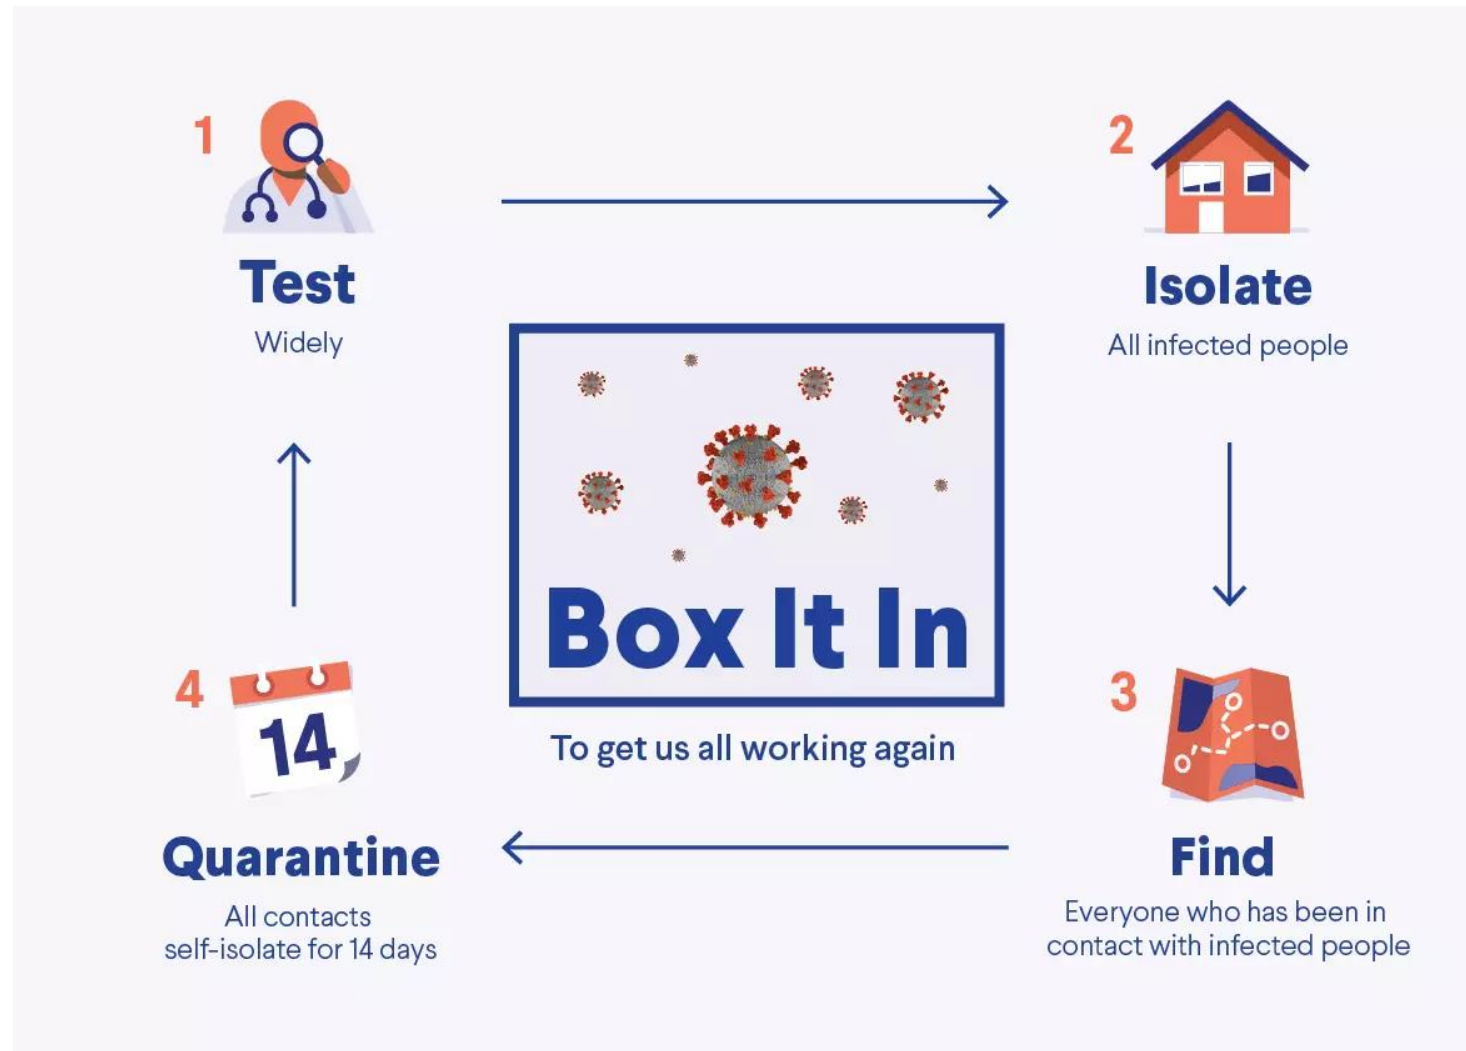 1
Test
Widely
2
Isolate
All infected people
Box It In
To get us all working again
4
14
Quarantine
All contacts
self-isolate for 14 days
3
Find
Everyone who has been in
contact with infected people